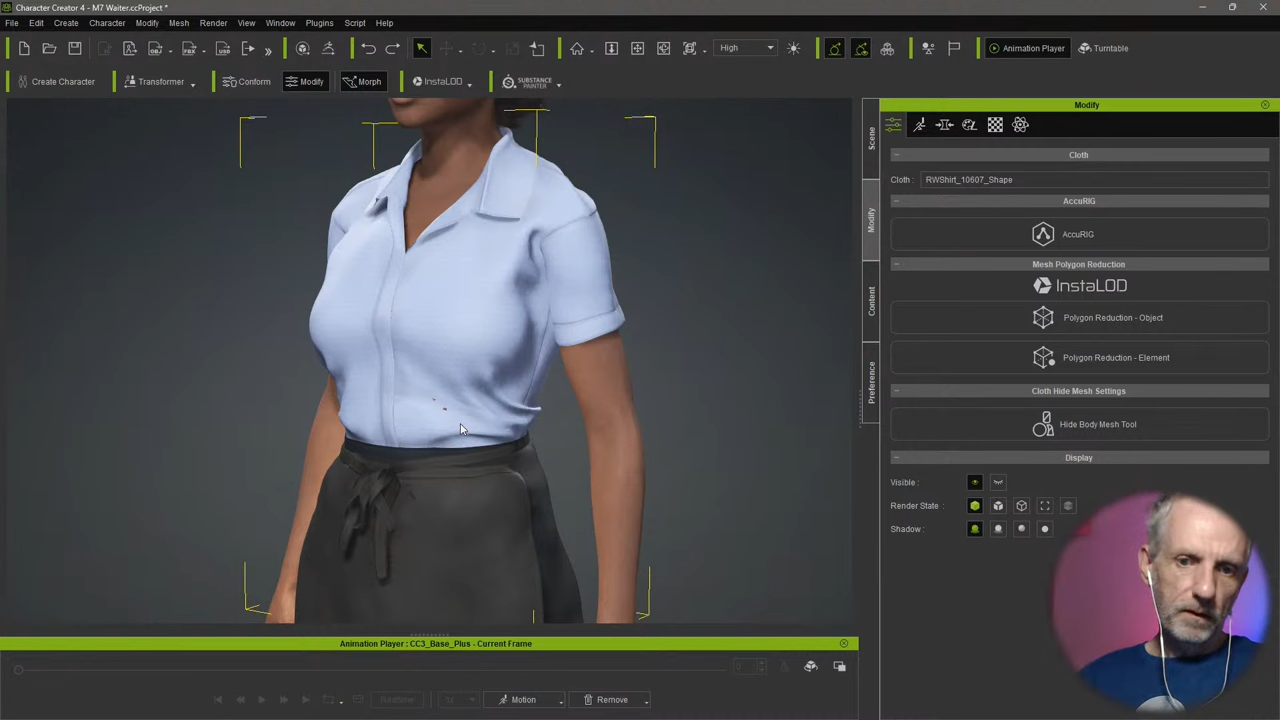 Character Creator 4 - M7 Waiter.ccProject *
File Edit Create Character Modify Mesh Render View Window Plugins Script Help
High Animation Player Turntable
Create Character Transformer Conform Modify Morph InstaLOD SUBSTANCE PAINTER
Modify
Scene
Modify
Content
Preference
Cloth
Cloth : RWShirt_10607_Shape
AccuRIG
AccuRIG
Mesh Polygon Reduction
InstaLOD
Polygon Reduction - Object
Polygon Reduction - Element
Cloth Hide Mesh Settings
Hide Body Mesh Tool
Display
Visible :
Render State :
Shadow :
Animation Player : CC3_Base_Plus - Current Frame
Motion Remove